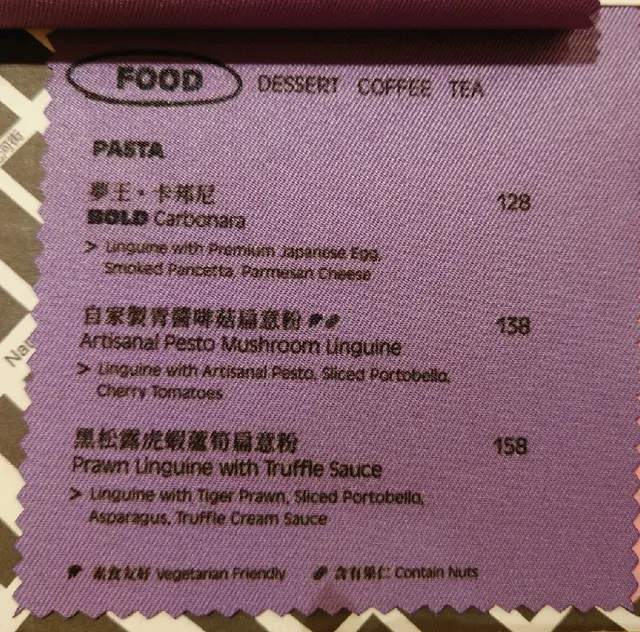 FOOD DESSERT COFFEE TEA
PASTA
夢王・卡邦尼
BOLD Carbonara 128
> Linguine with Premium Japanese Egg,
Smoked Pancetta, Parmesan Cheese
自家製青醬啡菇扁意粉 138
Artisanal Pesto Mushroom Linguine
> Linguine with Artisanal Pesto, Sliced Portobello,
Cherry Tomatoes
黑松露虎蝦蘆筍扁意粉 158
Prawn Linguine with Truffle Sauce
> Linguine with Tiger Prawn, Sliced Portobello,
Asparagus, Truffle Cream Sauce
素食友好 Vegetarian Friendly 含有果仁 Contain Nuts